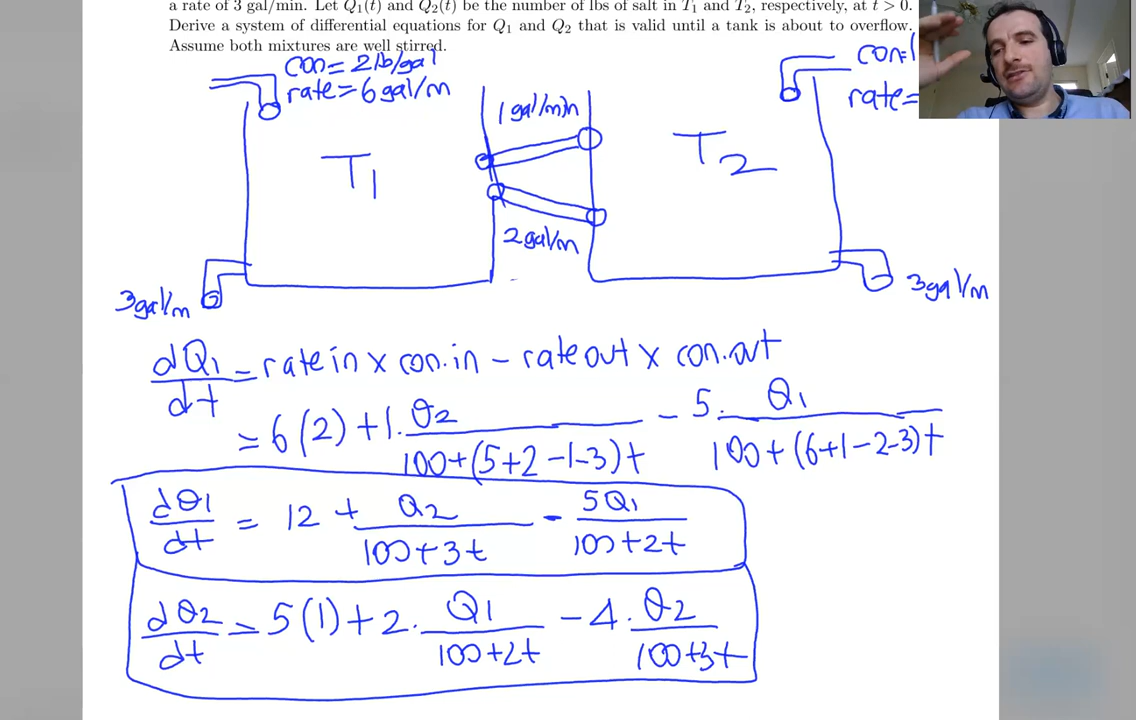 a rate of 3 gal/min. Let Q₁(t) and Q₂(t) be the number of lbs of salt in T₁ and T₂, respectively, at t > 0.
Derive a system of differential equations for Q₁ and Q₂ that is valid until a tank is about to overflow.
Assume both mixtures are well stirred.
con = 2 lb/gal
rate = 6 gal/m
con=1
rate=
1 gal/min
T₁
T₂
2 gal/m
3 gal/m
3 gal/m
dQ₁/dt = rate in x con. in - rate out x con. out
= 6(2) + 1. Q₂/(100+(5+2-1-3)t) - 5. Q₁/(100+(6+1-2-3)t)
dQ₁/dt = 12 + Q₂/(100+3t) - 5Q₁/(100+2t)
dQ₂/dt = 5(1) + 2. Q₁/(100+2t) - 4. Q₂/(100+3t)